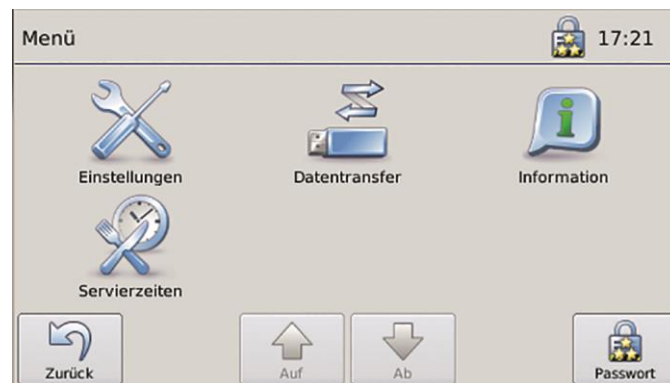 Menü 17:21
Einstellungen Datentransfer Information
Servierzeiten
Zurück Auf Ab Passwort